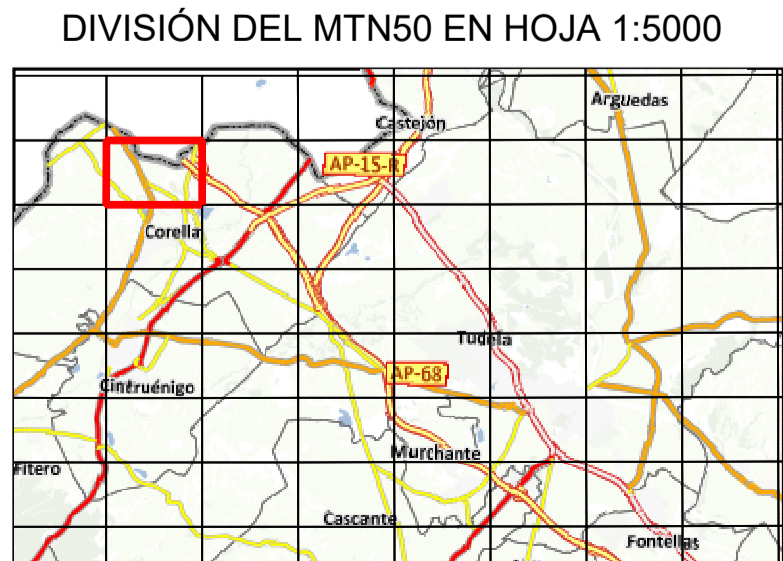 DIVISIÓN DEL MTN50 EN HOJA 1:5000
Arguedas
Castejón
AP-15-R
Corella
Tudela
AP-68
Cintruénigo
Murchante
Fitero
Cascante
Fontellas